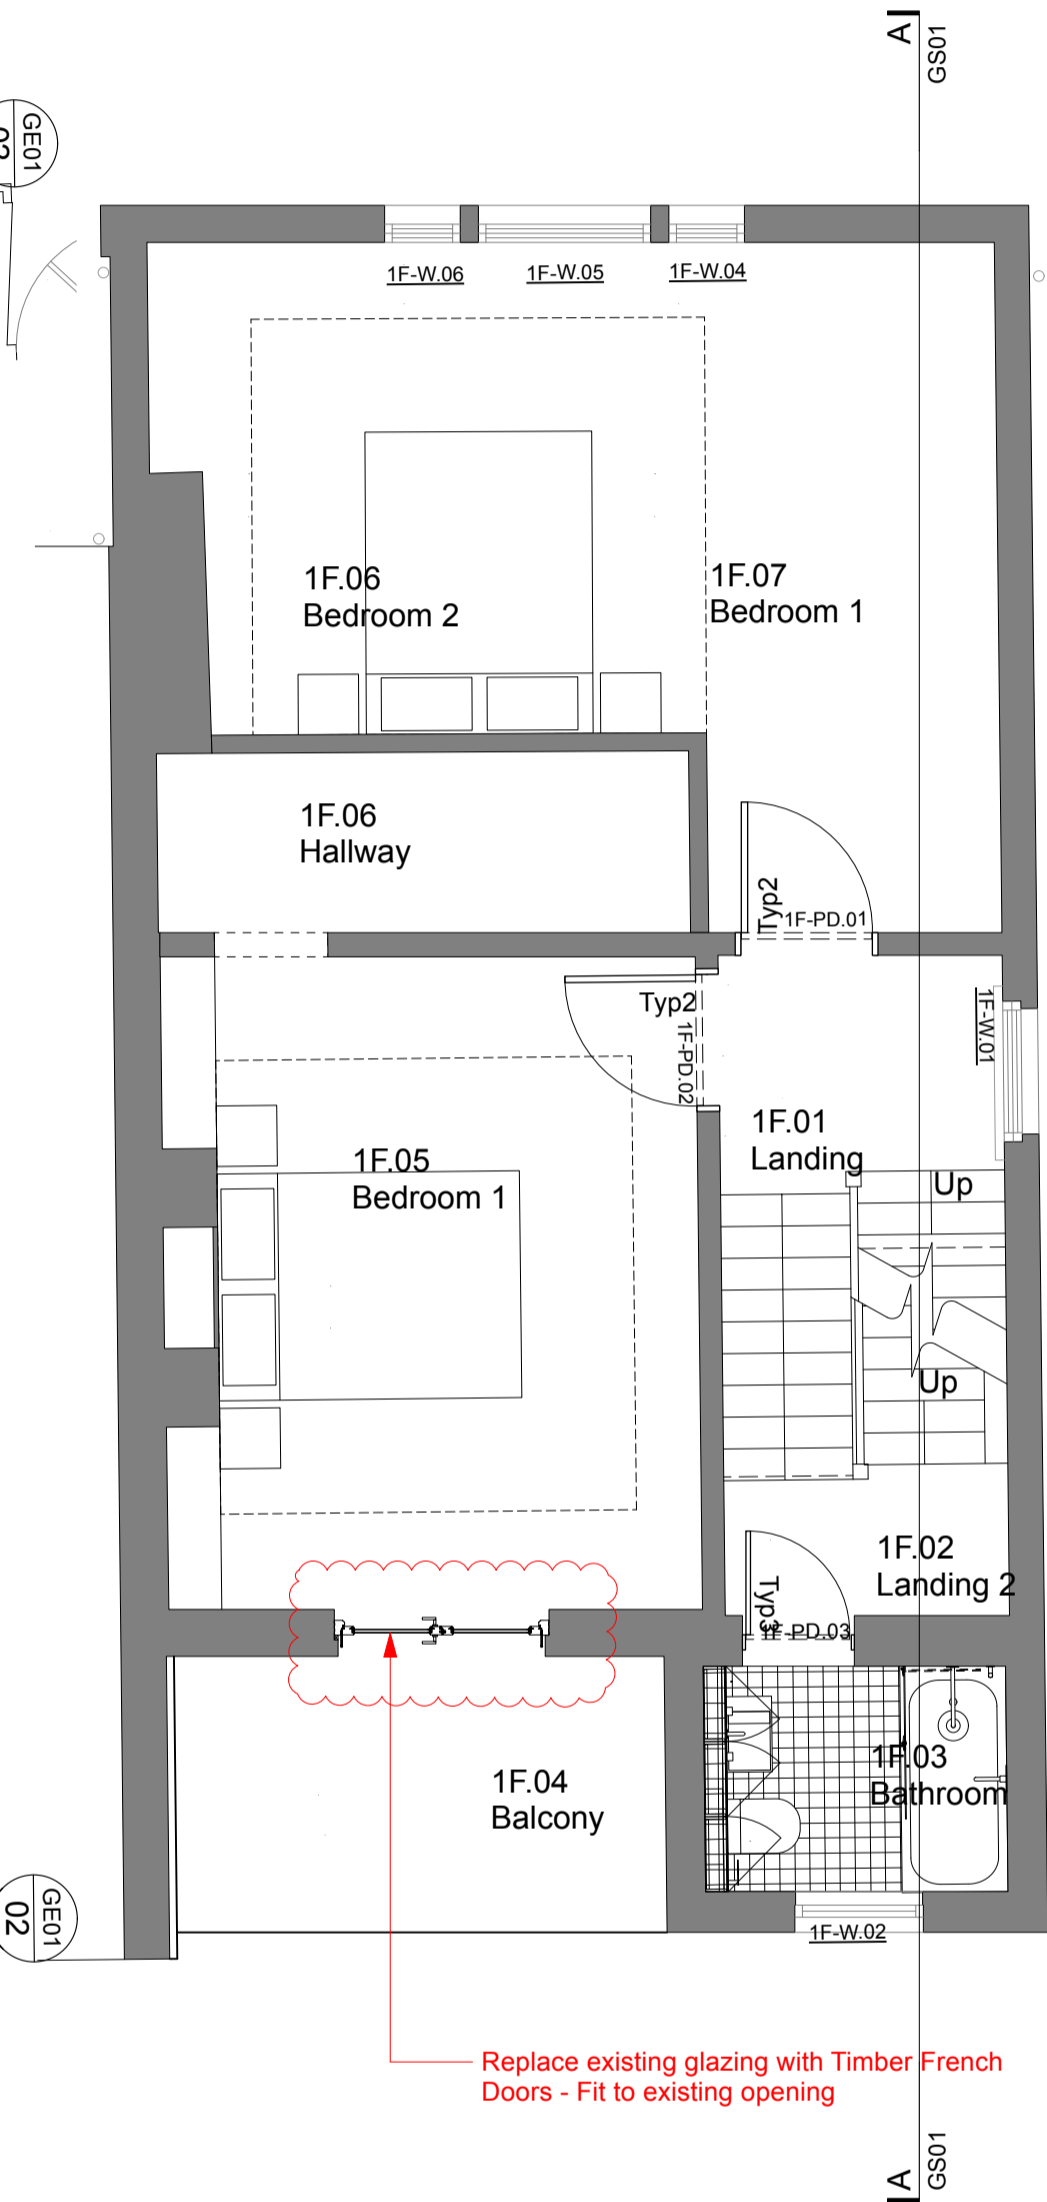 A
GS01
GE01
02
1F-W.06
1F-W.05
1F-W.04
1F.06
Bedroom 2
1F.07
Bedroom 1
1F.06
Hallway
Typ2
1F-PD.01
Typ2
1F-PD.02
1F-W.01
1F.01
Landing
1F.05
Bedroom 1
Up
Up
1F.02
Landing 2
Typ3
1F-PD.03
1F.03
Bathroom
1F.04
Balcony
GE01
02
1F-W.02
Replace existing glazing with Timber French
Doors - Fit to existing opening
A
GS01